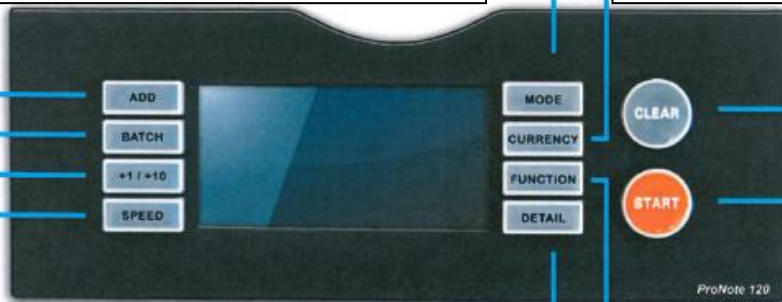 ADD
BATCH
+1 / +10
SPEED
MODE
CURRENCY
FUNCTION
DETAIL
CLEAR
START
ProNote 120